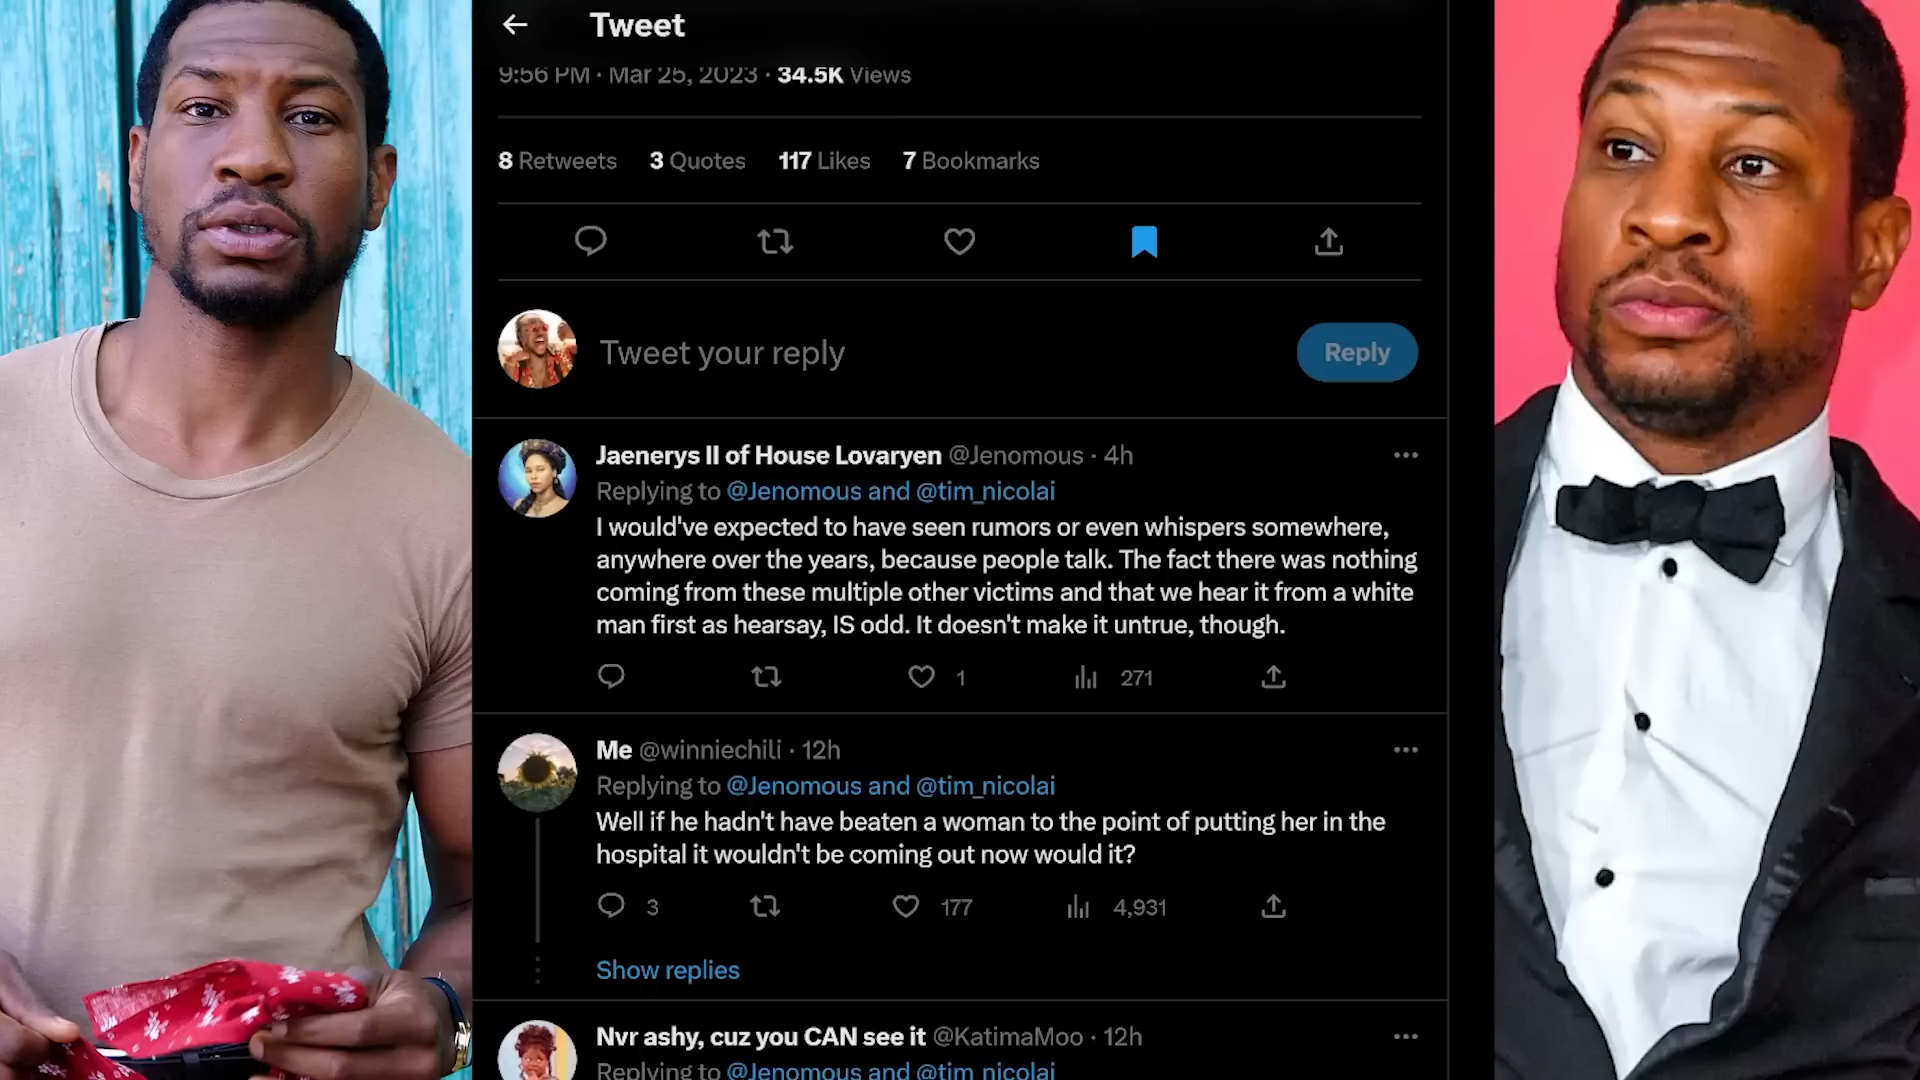 Tweet
9:56 PM · Mar 25, 2023 · 34.5K Views
8 Retweets 3 Quotes 117 Likes 7 Bookmarks
Tweet your reply
Reply
Jaenerys II of House Lovaryen @Jenomous · 4h
Replying to @Jenomous and @tim_nicolai
I would've expected to have seen rumors or even whispers somewhere,
anywhere over the years, because people talk. The fact there was nothing
coming from these multiple other victims and that we hear it from a white
man first as hearsay, IS odd. It doesn't make it untrue, though.
1 271
Me @winniechili · 12h
Replying to @Jenomous and @tim_nicolai
Well if he hadn't have beaten a woman to the point of putting her in the
hospital it wouldn't be coming out now would it?
3 177 4,931
Show replies
Nvr ashy, cuz you CAN see it @KatimaMoo · 12h
Replying to @Jenomous and @tim_nicolai